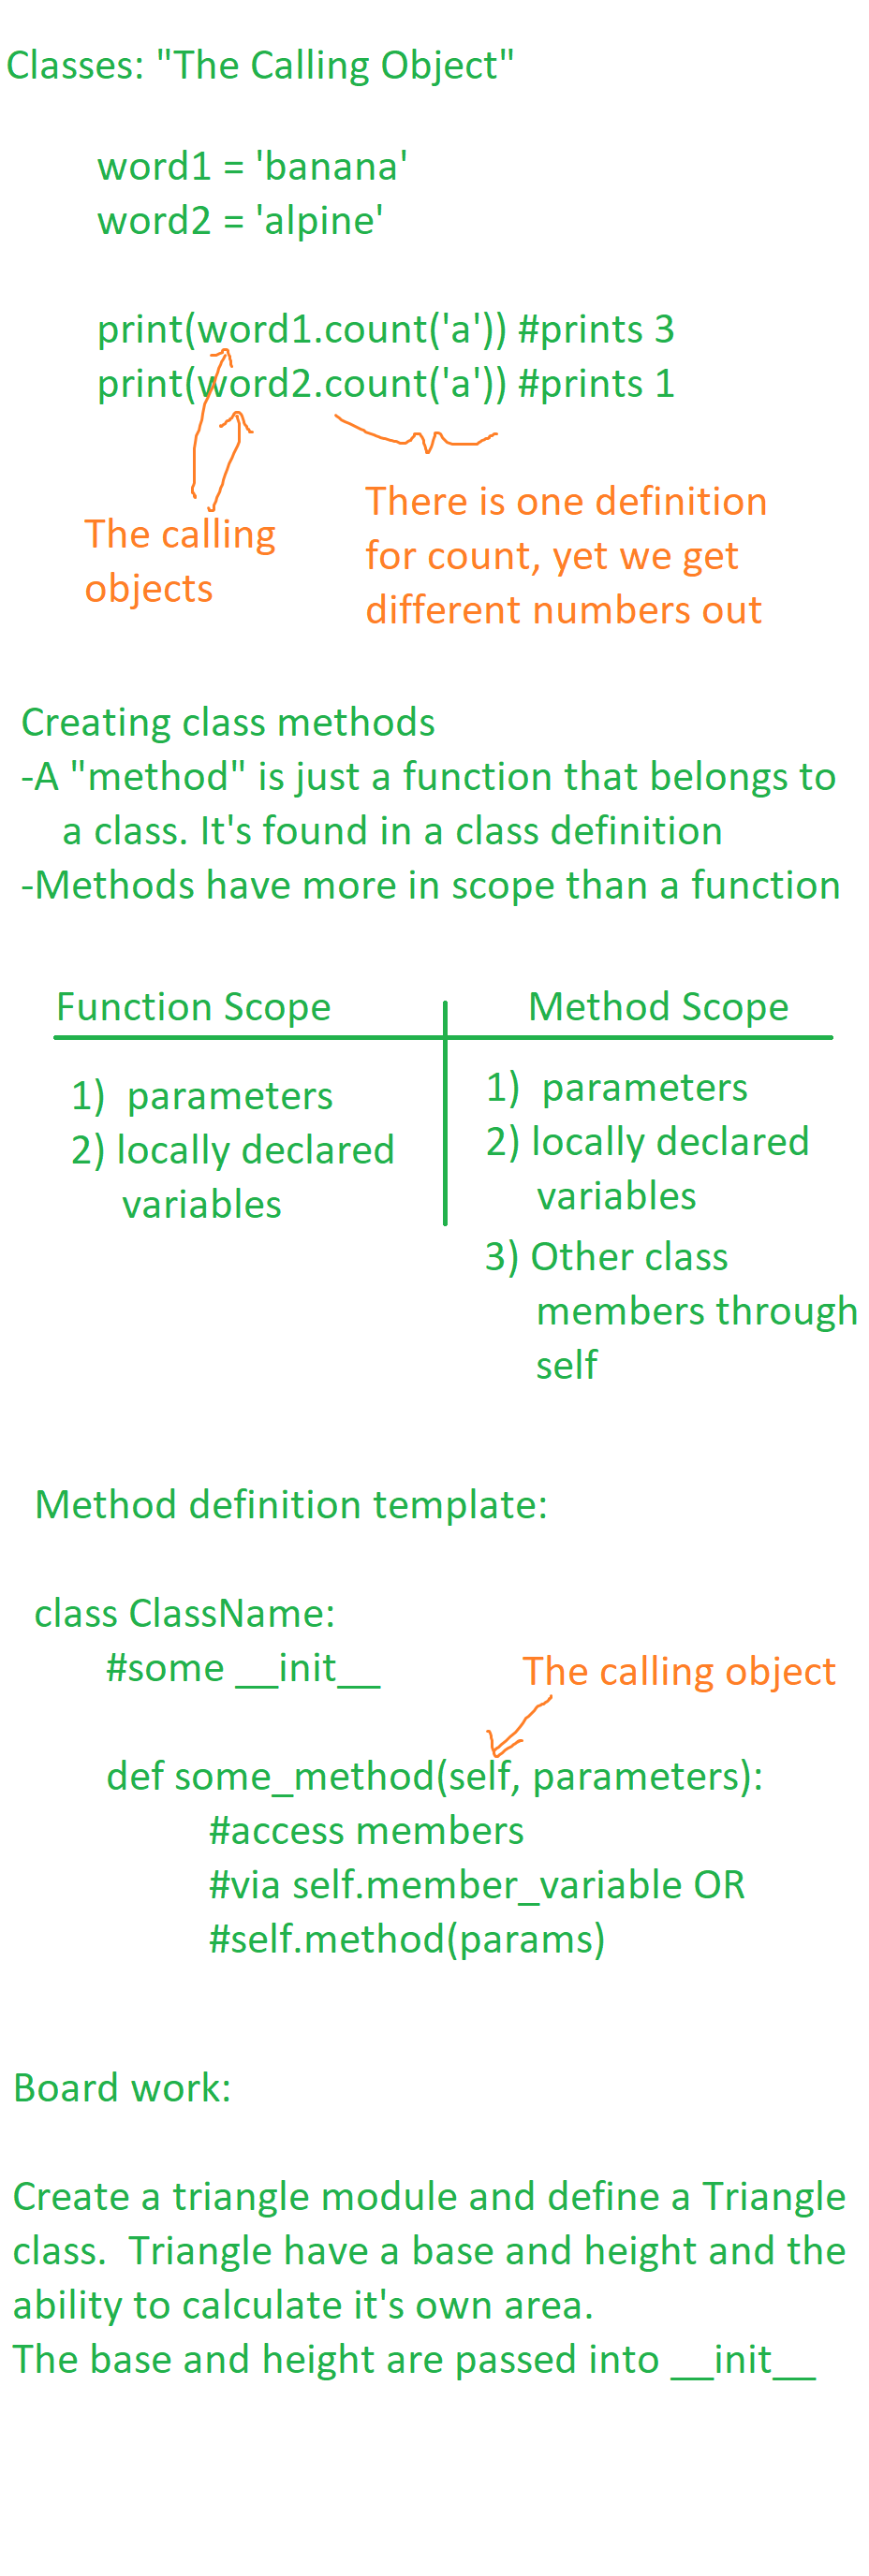 Classes: "The Calling Object"
word1 = 'banana'
word2 = 'alpine'
print(word1.count('a')) #prints 3
print(word2.count('a')) #prints 1
The calling
objects
There is one definition
for count, yet we get
different numbers out
Creating class methods
-A "method" is just a function that belongs to
a class. It's found in a class definition
-Methods have more in scope than a function
Function Scope
1) parameters
2) locally declared
variables
Method Scope
1) parameters
2) locally declared
variables
3) Other class
members through
self
Method definition template:
class ClassName:
#some __init__
The calling object
def some_method(self, parameters):
#access members
#via self.member_variable OR
#self.method(params)
Board work:
Create a triangle module and define a Triangle
class.  Triangle have a base and height and the
ability to calculate it's own area.
The base and height are passed into __init__